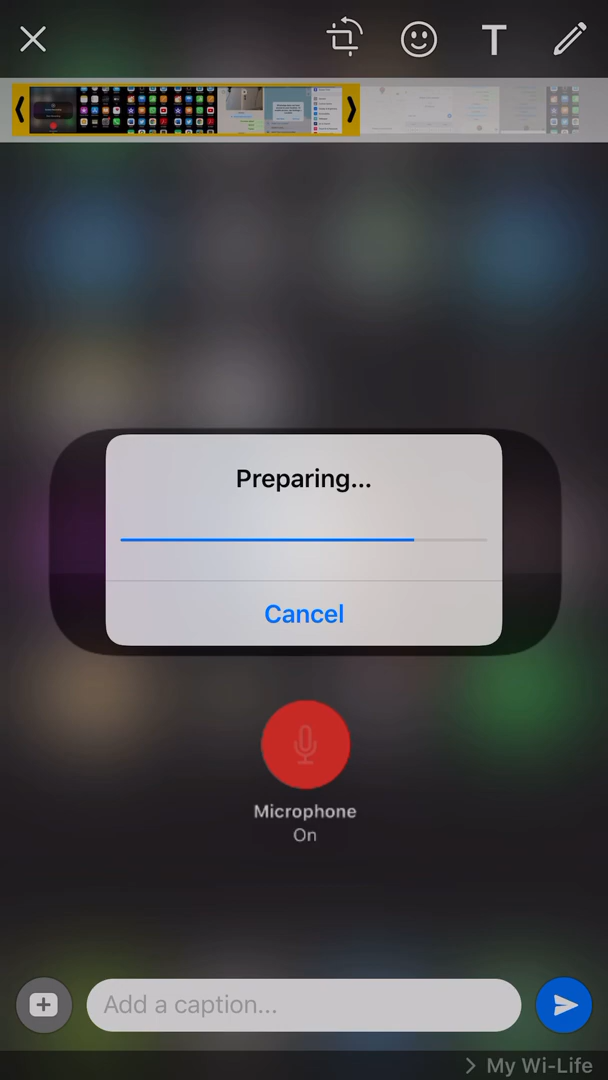 T
Preparing...
Cancel
Microphone
On
Add a caption...
My Wi-Life